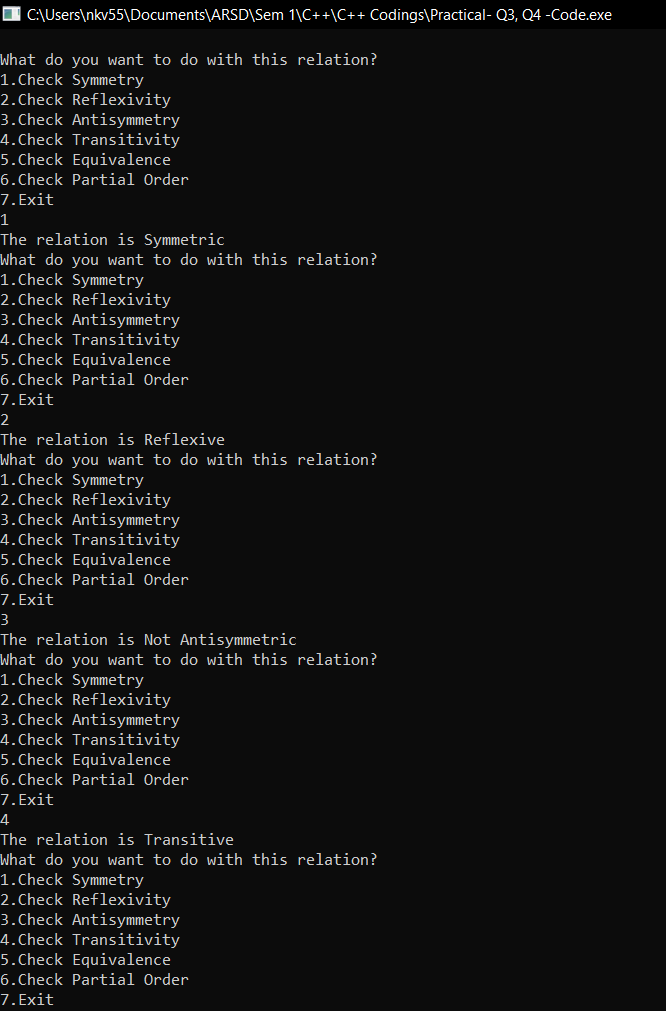 C:\Users\nkv55\Documents\ARSD\Sem 1\C++\C++ Codings\Practical- Q3, Q4 -Code.exe
What do you want to do with this relation?
1.Check Symmetry
2.Check Reflexivity
3.Check Antisymmetry
4.Check Transitivity
5.Check Equivalence
6.Check Partial Order
7.Exit
1
The relation is Symmetric
What do you want to do with this relation?
1.Check Symmetry
2.Check Reflexivity
3.Check Antisymmetry
4.Check Transitivity
5.Check Equivalence
6.Check Partial Order
7.Exit
2
The relation is Reflexive
What do you want to do with this relation?
1.Check Symmetry
2.Check Reflexivity
3.Check Antisymmetry
4.Check Transitivity
5.Check Equivalence
6.Check Partial Order
7.Exit
3
The relation is Not Antisymmetric
What do you want to do with this relation?
1.Check Symmetry
2.Check Reflexivity
3.Check Antisymmetry
4.Check Transitivity
5.Check Equivalence
6.Check Partial Order
7.Exit
4
The relation is Transitive
What do you want to do with this relation?
1.Check Symmetry
2.Check Reflexivity
3.Check Antisymmetry
4.Check Transitivity
5.Check Equivalence
6.Check Partial Order
7.Exit